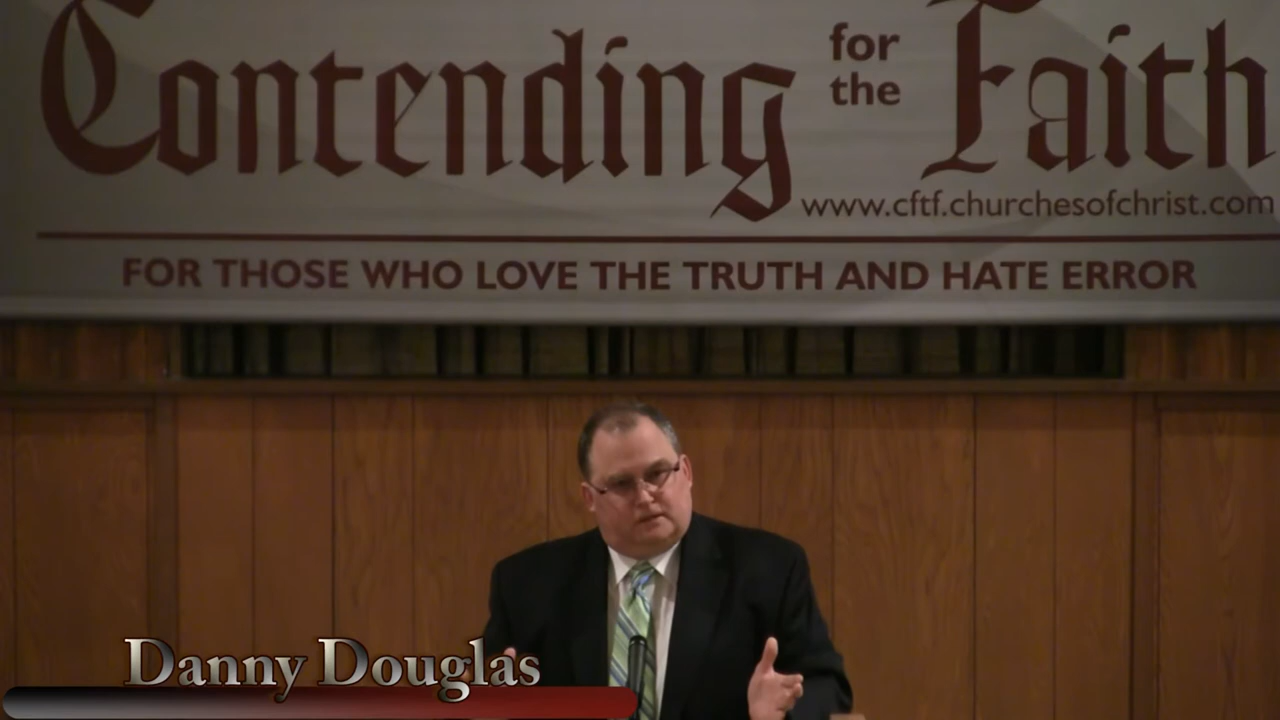 Contending for the Faith
www.cftf.churchesofchrist.com
FOR THOSE WHO LOVE THE TRUTH AND HATE ERROR
Danny Douglas